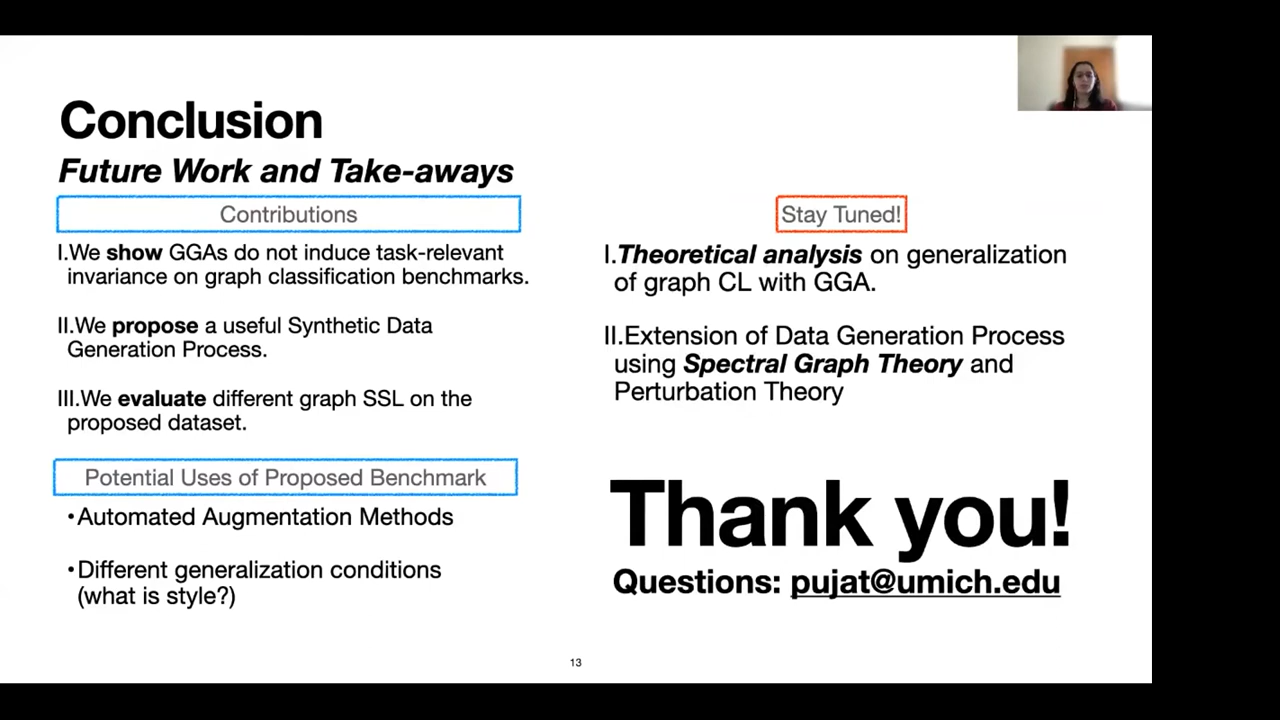 Conclusion
Future Work and Take-aways
Contributions
I.We show GGAs do not induce task-relevant
invariance on graph classification benchmarks.
II.We propose a useful Synthetic Data
Generation Process.
III.We evaluate different graph SSL on the
proposed dataset.
Potential Uses of Proposed Benchmark
•Automated Augmentation Methods
•Different generalization conditions
(what is style?)
Stay Tuned!
I.Theoretical analysis on generalization
of graph CL with GGA.
II.Extension of Data Generation Process
using Spectral Graph Theory and
Perturbation Theory
Thank you!
Questions: pujat@umich.edu
13